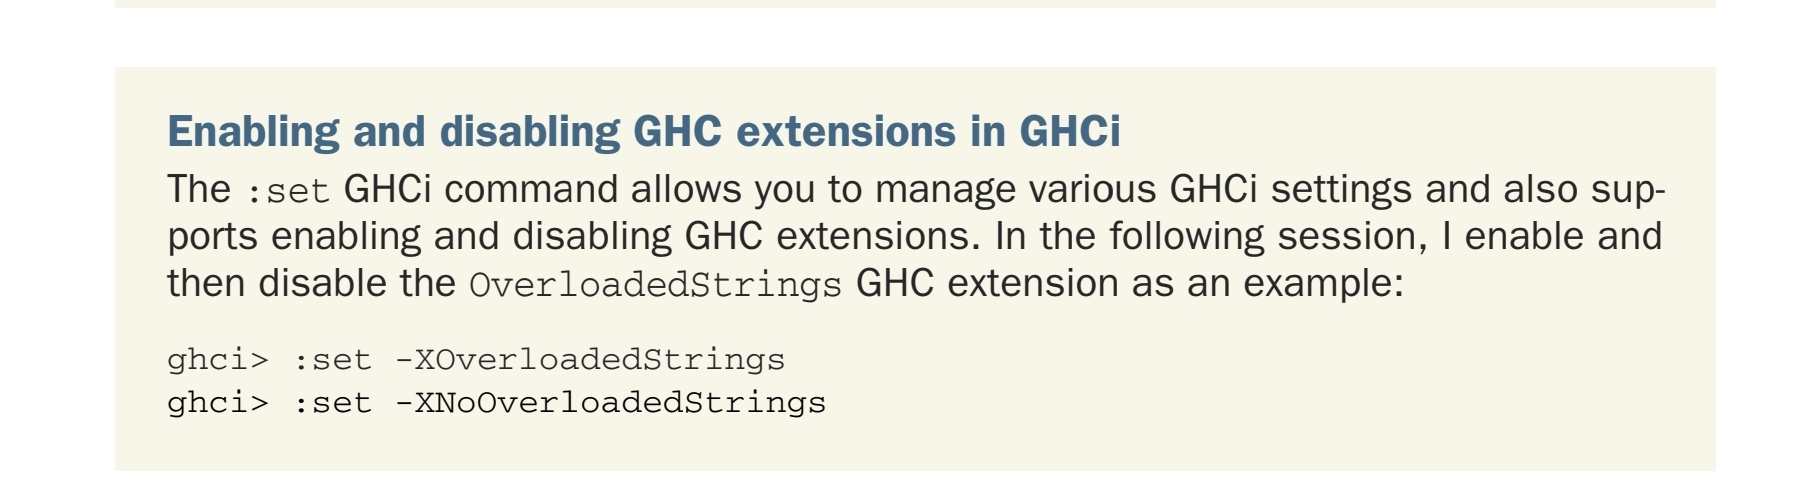 Enabling and disabling GHC extensions in GHCi
The :set GHCi command allows you to manage various GHCi settings and also sup-
ports enabling and disabling GHC extensions. In the following session, I enable and
then disable the OverloadedStrings GHC extension as an example:
ghci> :set -XOverloadedStrings
ghci> :set -XNoOverloadedStrings